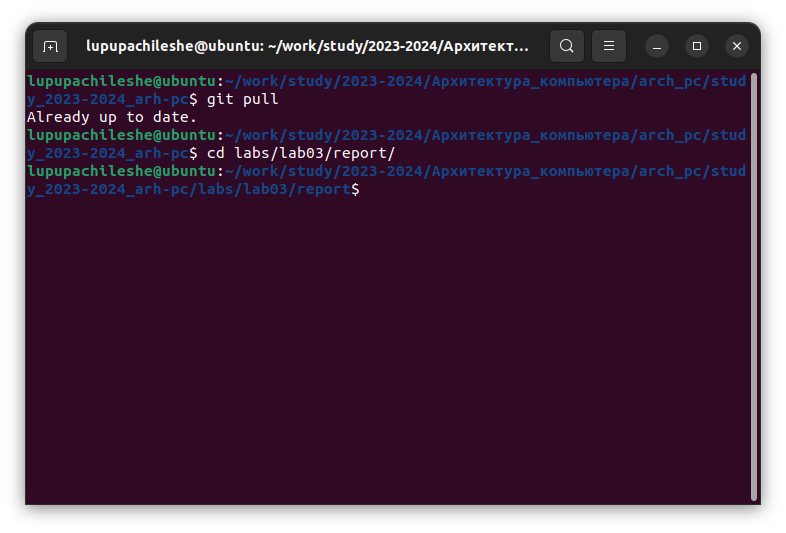 lupupachileshe@ubuntu: ~/work/study/2023-2024/Архитект...
lupupachileshe@ubuntu:~/work/study/2023-2024/Архитектура_компьютера/arch_pc/stud
y_2023-2024_arh-pc$ git pull
Already up to date.
lupupachileshe@ubuntu:~/work/study/2023-2024/Архитектура_компьютера/arch_pc/stud
y_2023-2024_arh-pc$ cd labs/lab03/report/
lupupachileshe@ubuntu:~/work/study/2023-2024/Архитектура_компьютера/arch_pc/stud
y_2023-2024_arh-pc/labs/lab03/report$